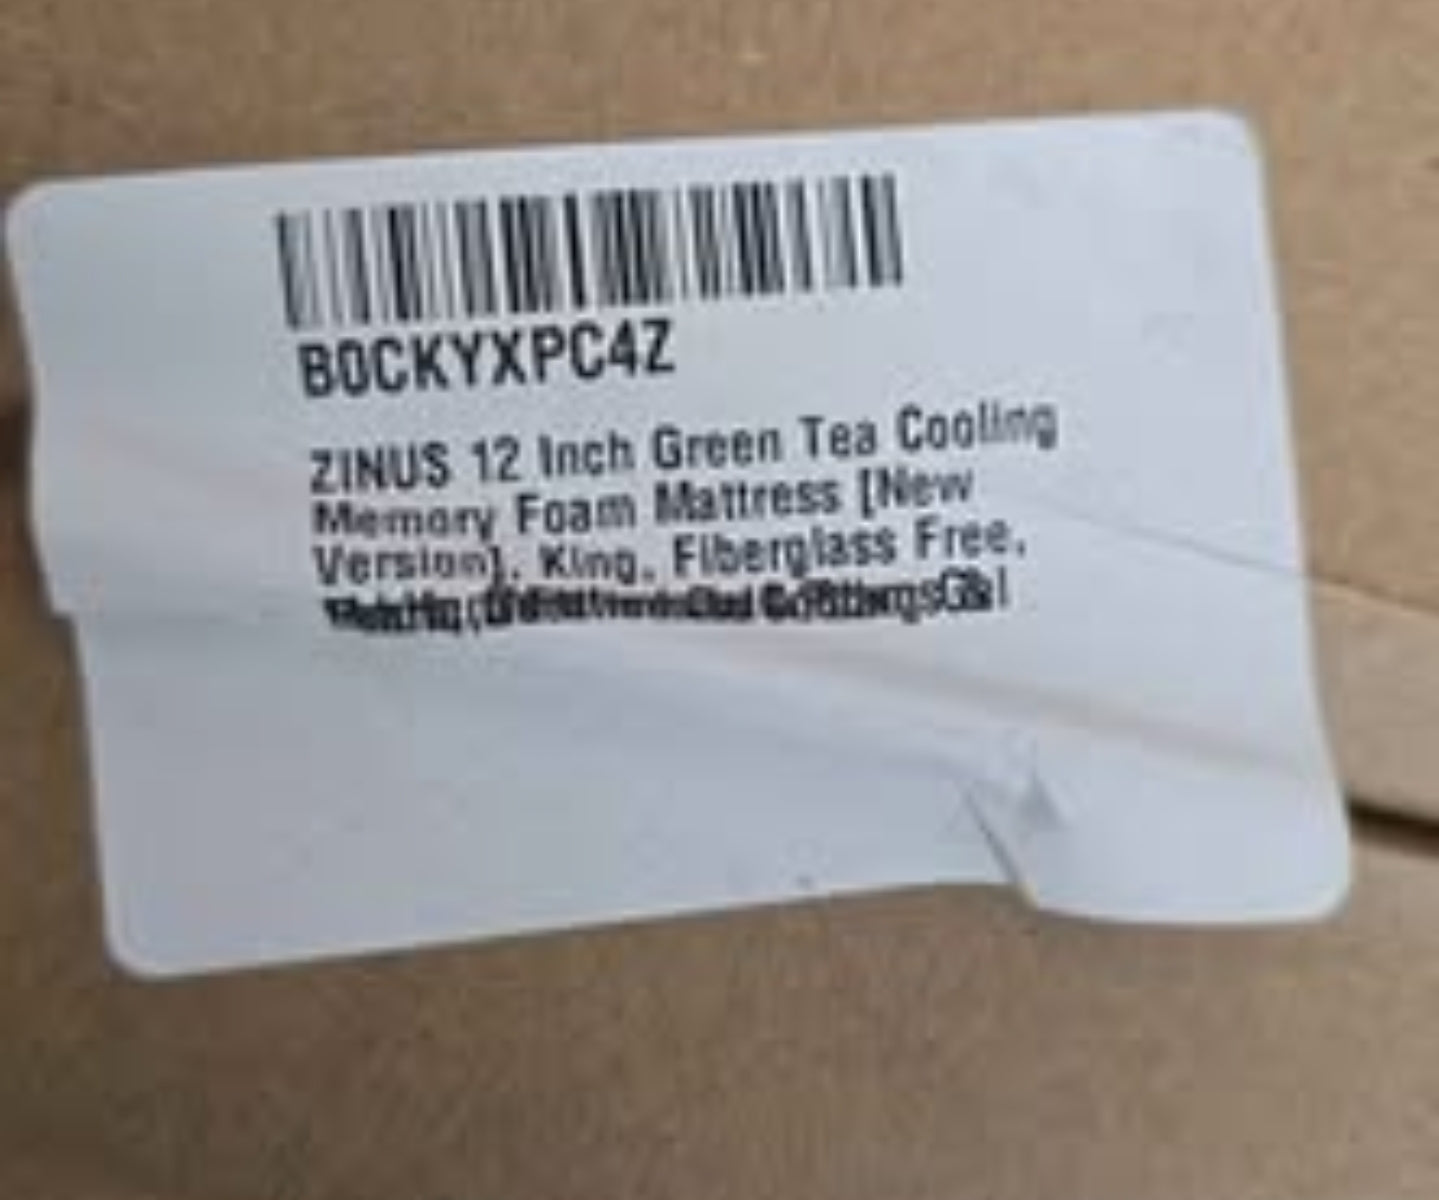 B0CKYXPC4Z
ZINUS 12 Inch Green Tea Cooling
Memory Foam Mattress [New
Version], King, Fiberglass Free,